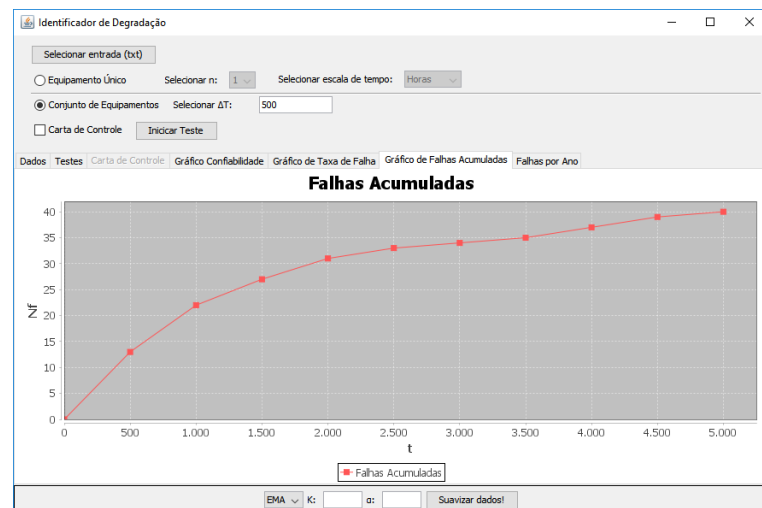 Identificador de Degradação
Selecionar entrada (txt)
Equipamento Único Selecionar n: 1 Selecionar escala de tempo: Horas
Conjunto de Equipamentos Selecionar ΔT: 500
Carta de Controle Inicicar Teste
Dados Testes Carta de Controle Gráfico Confiabilidade Gráfico de Taxa de Falha Gráfico de Falhas Acumuladas Falhas por Ano
Falhas Acumuladas
40
35
30
25
20
15
10
5
0
Nf
0 500 1.000 1.500 2.000 2.500 3.000 3.500 4.000 4.500 5.000
t
Falhas Acumuladas
EMA K: α: Suavizar dados!